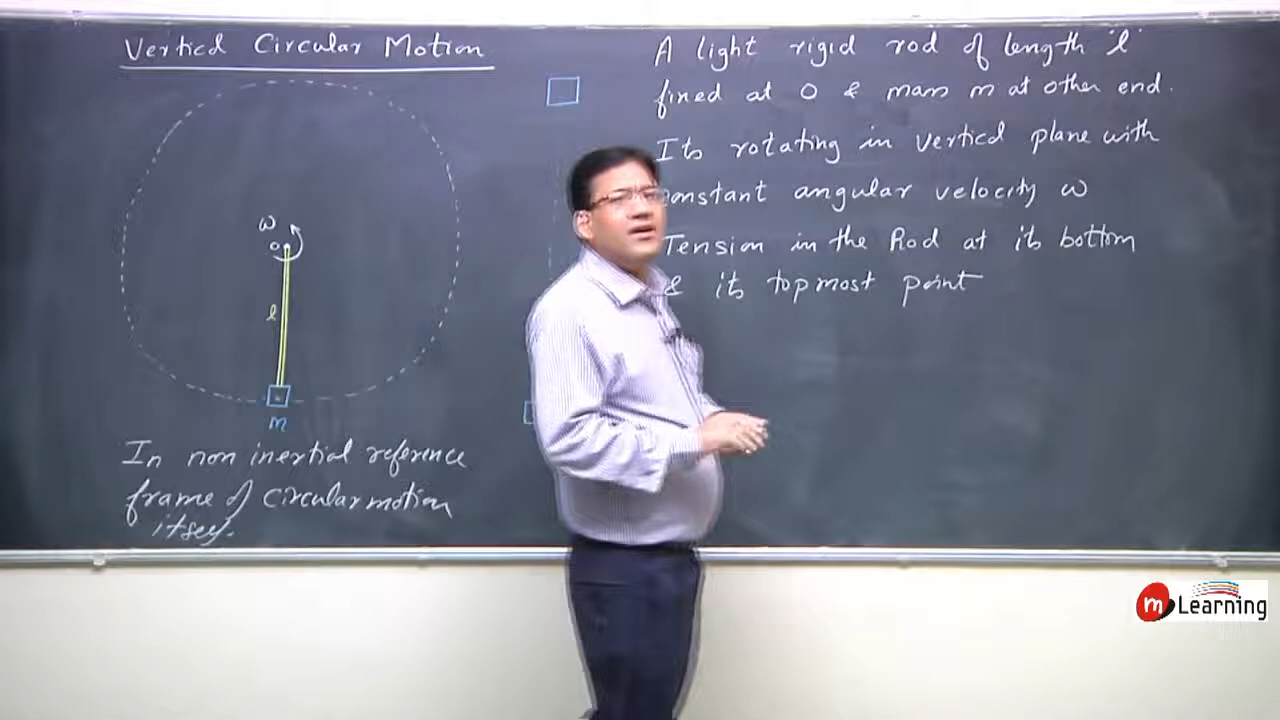 Vertical Circular Motion
ω
O
l
m
In non inertial reference
frame of circular motion
itself.
A light rigid rod of length 'l'
fixed at O & mass m at other end.
Its rotating in vertical plane with
constant angular velocity ω
Tension in the Rod at its bottom
& its topmost point
m Learning